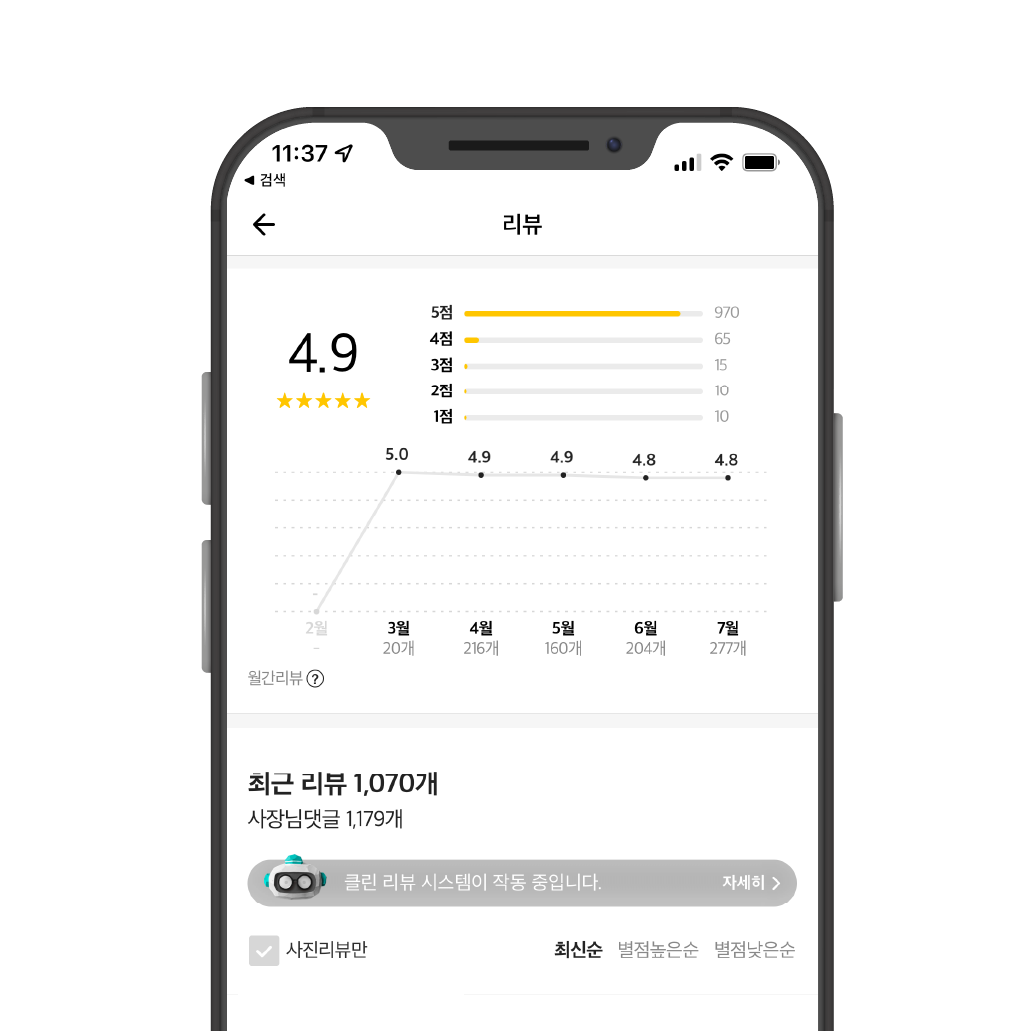 11:37
◀ 검색
리뷰
4.9
5점 970
4점 65
3점 15
2점 10
1점 10
5.0 4.9 4.9 4.8 4.8
-
2월 3월 4월 5월 6월 7월
- 20개 216개 160개 204개 277개
월간리뷰 ?
최근 리뷰 1,070개
사장님댓글 1,179개
클린 리뷰 시스템이 작동 중입니다. 자세히 >
사진리뷰만 최신순 별점높은순 별점낮은순